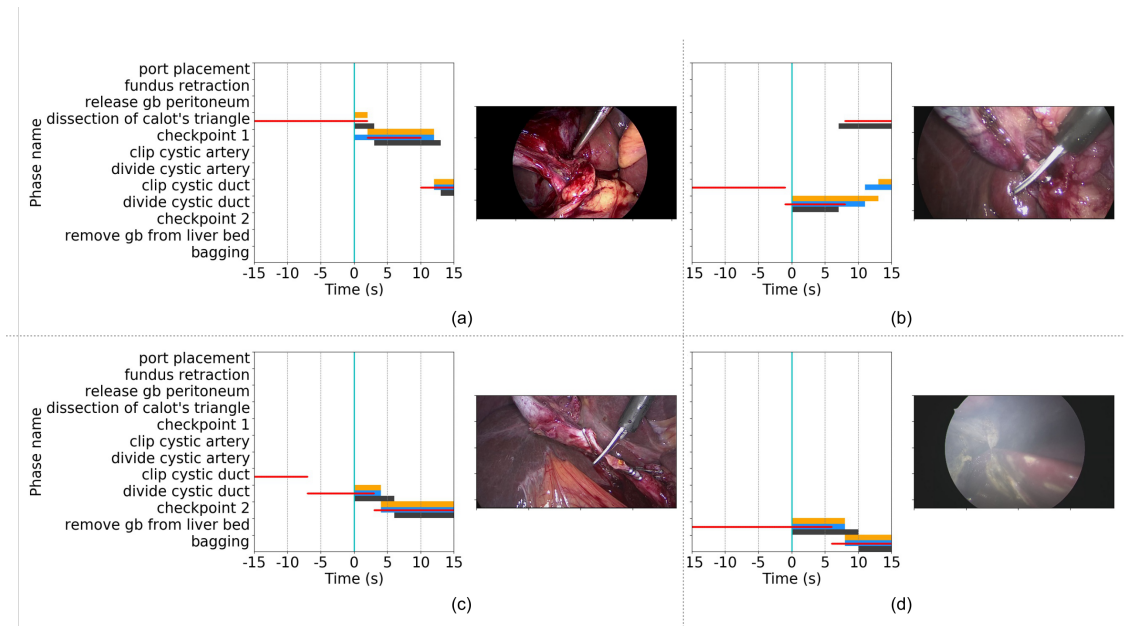 Phase name
port placement
fundus retraction
release gb peritoneum
dissection of calot's triangle
checkpoint 1
clip cystic artery
divide cystic artery
clip cystic duct
divide cystic duct
checkpoint 2
remove gb from liver bed
bagging
-15 -10 -5 0 5 10 15
Time (s)
(a)
-15 -10 -5 0 5 10 15
Time (s)
(b)
Phase name
port placement
fundus retraction
release gb peritoneum
dissection of calot's triangle
checkpoint 1
clip cystic artery
divide cystic artery
clip cystic duct
divide cystic duct
checkpoint 2
remove gb from liver bed
bagging
-15 -10 -5 0 5 10 15
Time (s)
(c)
15 -10 -5 0 5 10 15
Time (s)
(d)